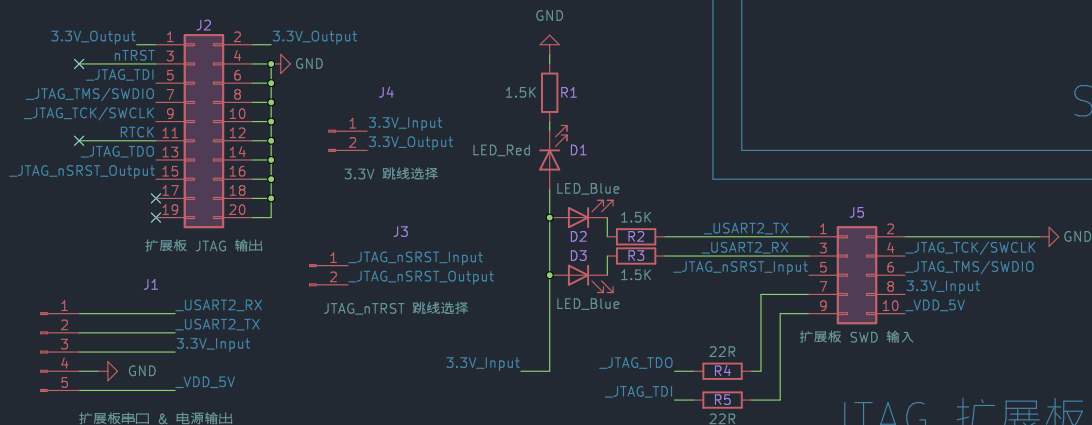 J2
3.3V_Output 1 2 3.3V_Output
nTRST 3 4 GND
_JTAG_TDI 5 6
_JTAG_TMS/SWDIO 7 8
_JTAG_TCK/SWCLK 9 10
RTCK 11 12
_JTAG_TDO 13 14
_JTAG_nSRST_Output 15 16
17 18
19 20
扩展板 JTAG 输出
J1
1 _USART2_RX
2 _USART2_TX
3 3.3V_Input
4 GND
5 _VDD_5V
扩展板串口 & 电源输出
J4
1 3.3V_Input
2 3.3V_Output
3.3V 跳线选择
J3
1 _JTAG_nSRST_Input
2 _JTAG_nSRST_Output
JTAG_nTRST 跳线选择
GND
1.5K R1
LED_Red D1
LED_Blue
D2
1.5K
R2
D3
R3
1.5K
LED_Blue
3.3V_Input
J5
_USART2_TX 1 2 GND
_USART2_RX 3 4 _JTAG_TCK/SWCLK
_JTAG_nSRST_Input 5 6 _JTAG_TMS/SWDIO
7 8 3.3V_Input
9 10 _VDD_5V
扩展板 SWD 输入
22R
_JTAG_TDO R4
_JTAG_TDI R5
22R
S
JTAG 扩展板